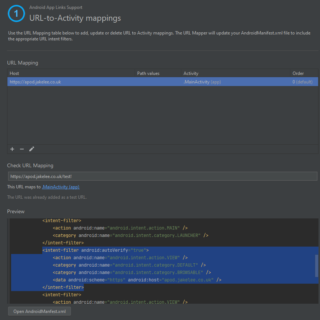 1
Android App Links Support
URL-to-Activity mappings
Use the URL Mapping table below to add, update or delete URL to Activity mappings. The URL Mapper will update your AndroidManifest.xml file to include
the appropriate URL intent filters.
URL Mapping
Host Path values Activity Order
https://apod.jakelee.co.uk .MainActivity (app) 0 (default)
+ −
Check URL Mapping
https://apod.jakelee.co.uk/test/
This URL maps to .MainActivity (app)
The URL was already added as a test URL.
Preview
<intent-filter>
<action android:name="android.intent.action.MAIN" />
<category android:name="android.intent.category.LAUNCHER" />
</intent-filter>
<intent-filter android:autoVerify="true">
<action android:name="android.intent.action.VIEW" />
<category android:name="android.intent.category.DEFAULT" />
<category android:name="android.intent.category.BROWSABLE" />
<data android:scheme="https" android:host="apod.jakelee.co.uk" />
</intent-filter>
<intent-filter>
<action android:name="android.intent.action.VIEW" />
Open AndroidManifest.xml